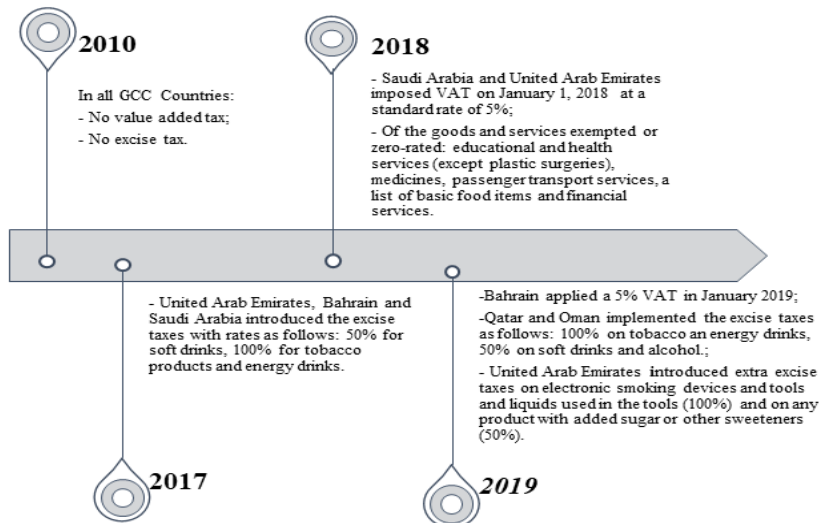 2010
In all GCC Countries:
- No value added tax;
- No excise tax.
2018
- Saudi Arabia and United Arab Emirates
imposed VAT on January 1, 2018 at a
standard rate of 5%;
- Of the goods and services exempted or
zero-rated: educational and health
services (except plastic surgeries),
medicines, passenger transport services, a
list of basic food items and financial
services.
- United Arab Emirates, Bahrain and
Saudi Arabia introduced the excise
taxes with rates as follows: 50% for
soft drinks, 100% for tobacco
products and energy drinks.
2017
-Bahrain applied a 5% VAT in January 2019;
-Qatar and Oman implemented the excise taxes
as follows: 100% on tobacco an energy drinks,
50% on soft drinks and alcohol.;
- United Arab Emirates introduced extra excise
taxes on electronic smoking devices and tools
and liquids used in the tools (100%) and on any
product with added sugar or other sweeteners
(50%).
2019